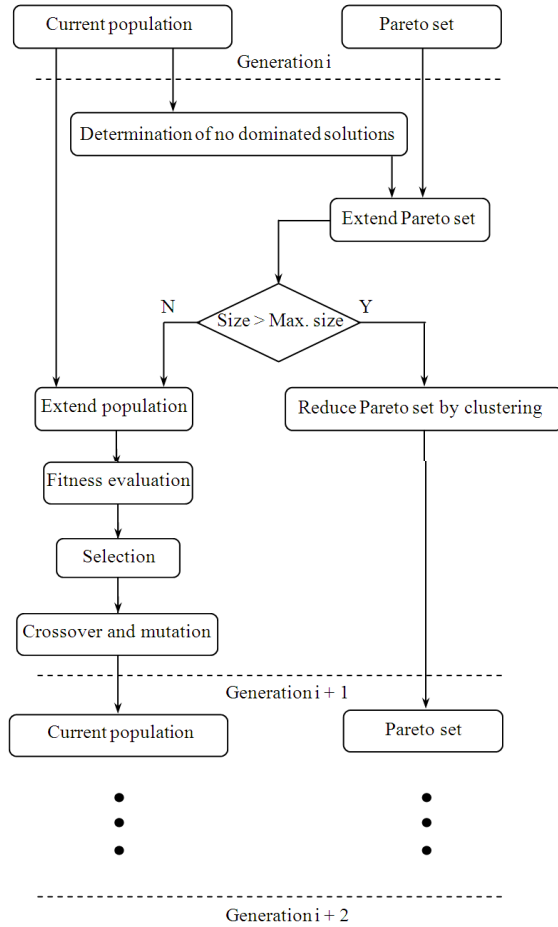 Current population
Pareto set
Generation i
Determination of no dominated solutions
Extend Pareto set
N
Y
Size > Max. size
Extend population
Reduce Pareto set by clustering
Fitness evaluation
Selection
Crossover and mutation
Generation i + 1
Current population
Pareto set
Generation i + 2